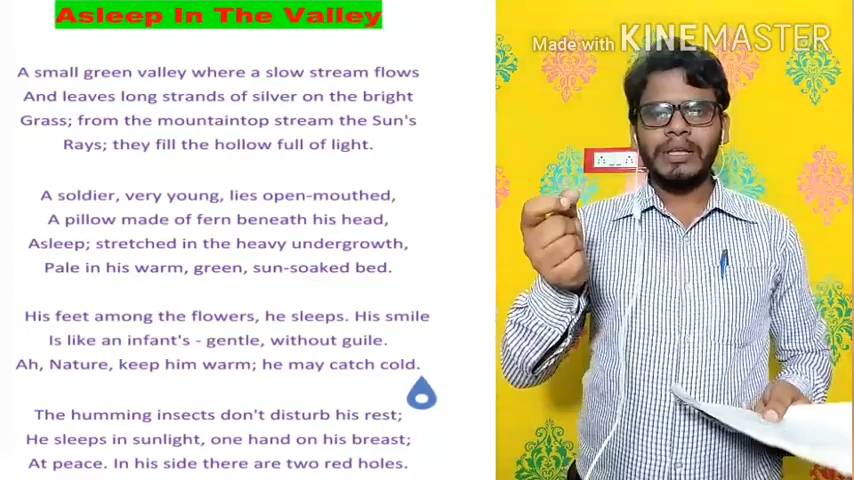 Asleep In The Valley
Made with KINEMASTER
A small green valley where a slow stream flows
And leaves long strands of silver on the bright
Grass; from the mountaintop stream the Sun's
Rays; they fill the hollow full of light.
A soldier, very young, lies open-mouthed,
A pillow made of fern beneath his head,
Asleep; stretched in the heavy undergrowth,
Pale in his warm, green, sun-soaked bed.
His feet among the flowers, he sleeps. His smile
Is like an infant's - gentle, without guile.
Ah, Nature, keep him warm; he may catch cold.
The humming insects don't disturb his rest;
He sleeps in sunlight, one hand on his breast;
At peace. In his side there are two red holes.